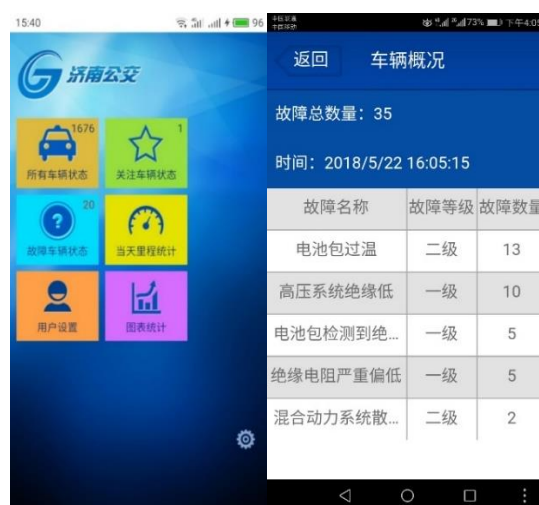 15:40
96
济南公交
1676
所有车辆状态
1
关注车辆状态
20
故障车辆状态
当天里程统计
用户设置
图表统计
73%
下午4:05
返回
车辆概况
故障总数量：35
时间：2018/5/22 16:05:15
故障名称 故障等级 故障数量
电池包过温 二级 13
高压系统绝缘低 一级 10
电池包检测到绝... 一级 5
绝缘电阻严重偏低 一级 5
混合动力系统散... 二级 2